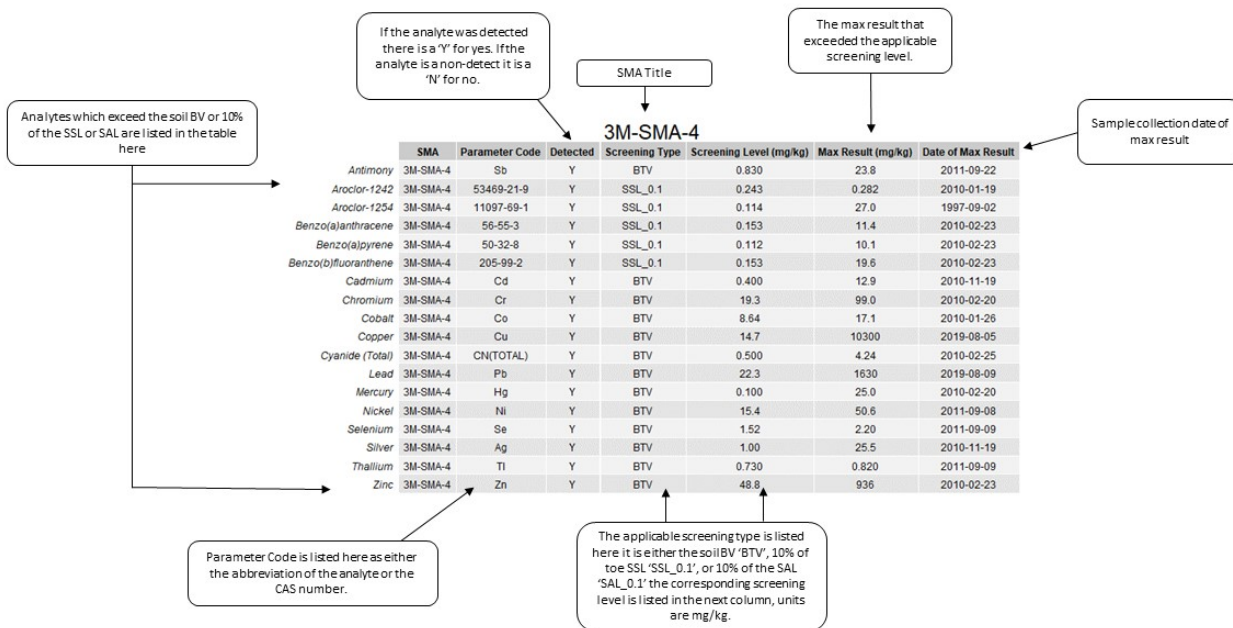 If the analyte was detected
there is a ‘Y’ for yes. If the
analyte is a non-detect it is a
‘N’ for no.
SMA Title
The max result that
exceeded the applicable
screening level.
Analytes which exceed the soil BV or 10%
of the SSL or SAL are listed in the table
here
Sample collection date of
max result
3M-SMA-4
SMA Parameter Code Detected Screening Type Screening Level (mg/kg) Max Result (mg/kg) Date of Max Result
Antimony 3M-SMA-4 Sb Y BTV 0.830 23.8 2011-09-22
Aroclor-1242 3M-SMA-4 53469-21-9 Y SSL_0.1 0.243 0.282 2010-01-19
Aroclor-1254 3M-SMA-4 11097-69-1 Y SSL_0.1 0.114 27.0 1997-09-02
Benzo(a)anthracene 3M-SMA-4 56-55-3 Y SSL_0.1 0.153 11.4 2010-02-23
Benzo(a)pyrene 3M-SMA-4 50-32-8 Y SSL_0.1 0.112 10.1 2010-02-23
Benzo(b)fluoranthene 3M-SMA-4 205-99-2 Y SSL_0.1 0.153 19.6 2010-02-23
Cadmium 3M-SMA-4 Cd Y BTV 0.400 12.9 2010-11-19
Chromium 3M-SMA-4 Cr Y BTV 19.3 99.0 2010-02-20
Cobalt 3M-SMA-4 Co Y BTV 8.64 17.1 2010-01-26
Copper 3M-SMA-4 Cu Y BTV 14.7 10300 2019-08-05
Cyanide (Total) 3M-SMA-4 CN(TOTAL) Y BTV 0.500 4.24 2010-02-25
Lead 3M-SMA-4 Pb Y BTV 22.3 1630 2019-08-09
Mercury 3M-SMA-4 Hg Y BTV 0.100 25.0 2010-02-20
Nickel 3M-SMA-4 Ni Y BTV 15.4 50.6 2011-09-08
Selenium 3M-SMA-4 Se Y BTV 1.52 2.20 2011-09-09
Silver 3M-SMA-4 Ag Y BTV 1.00 25.5 2010-11-19
Thallium 3M-SMA-4 Tl Y BTV 0.730 0.820 2011-09-09
Zinc 3M-SMA-4 Zn Y BTV 48.8 936 2010-02-23
Parameter Code is listed here as either
the abbreviation of the analyte or the
CAS number.
The applicable screening type is listed
here it is either the soil BV ‘BTV’, 10% of
toe SSL ‘SSL_0.1’, or 10% of the SAL
‘SAL_0.1’ the corresponding screening
level is listed in the next column, units
are mg/kg.